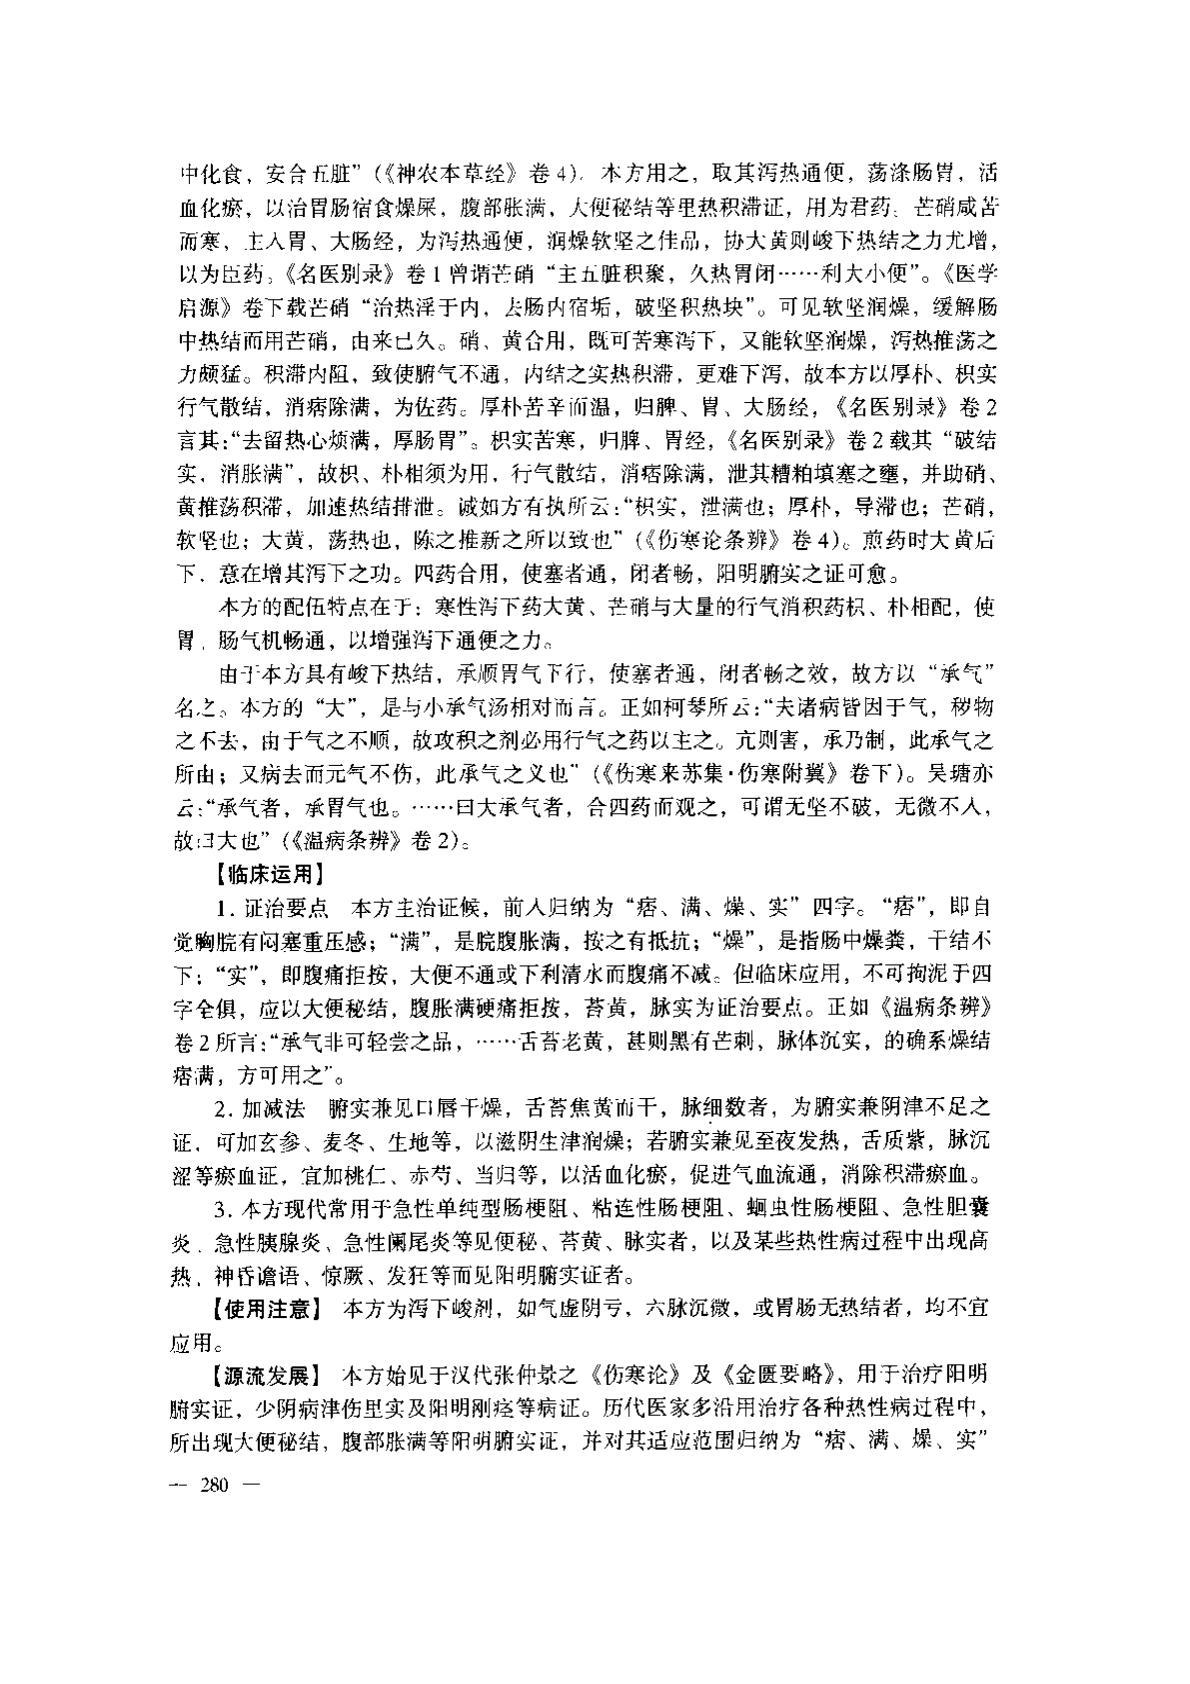 中化食，安合五脏”（《神农本草经》卷4）。本方用之，取其泻热通便，荡涤肠胃，活
血化瘀，以治胃肠宿食燥屎，腹部胀满，大便秘结等里热积滞证，用为君药。芒硝咸苦
而寒，主入胃、大肠经，为泻热通便，润燥软坚之佳品，协大黄则峻下热结之力尤增，
以为臣药。《名医别录》卷1曾谓芒硝“主五脏积聚，久热胃闭……利大小便”。《医学
启源》卷下载芒硝“治热淫于内，去肠内宿垢，破坚积热块”。可见软坚润燥，缓解肠
中热结而用芒硝，由来已久。硝、黄合用，既可苦寒泻下，又能软坚润燥，泻热推荡之
力颇猛。积滞内阻，致使腑气不通，内结之实热积滞，更难下泻，故本方以厚朴、枳实
行气散结，消痞除满，为佐药。厚朴苦辛而温，归脾、胃、大肠经，《名医别录》卷2
言其：“去留热心烦满，厚肠胃”。枳实苦寒，归脾、胃经，《名医别录》卷2载其“破结
实，消胀满”，故枳、朴相须为用，行气散结，消痞除满，泄其糟粕填塞之壅，并助硝、
黄推荡积滞，加速热结排泄。诚如方有执所云：“枳实，泄满也；厚朴，导滞也；芒硝，
软坚也；大黄，荡热也，陈之推新之所以致也”（《伤寒论条辨》卷4）。煎药时大黄后
下，意在增其泻下之功。四药合用，使塞者通，闭者畅，阳明腑实之证可愈。
本方的配伍特点在于：寒性泻下药大黄、芒硝与大量的行气消积药枳、朴相配，使
胃、肠气机畅通，以增强泻下通便之力。
由于本方具有峻下热结，承顺胃气下行，使塞者通，闭者畅之效，故方以“承气”
名之。本方的“大”，是与小承气汤相对而言。正如柯琴所云：“夫诸病皆因于气，秽物
之不去，由于气之不顺，故攻积之剂必用行气之药以主之。亢则害，承乃制，此承气之
所由；又病去而元气不伤，此承气之义也”（《伤寒来苏集·伤寒附翼》卷下）。吴瑭亦
云：“承气者，承胃气也。……曰大承气者，合四药而观之，可谓无坚不破，无微不入，
故曰大也”（《温病条辨》卷2）。
【临床运用】
1. 证治要点　本方主治证候，前人归纳为“痞、满、燥、实”四字。“痞”，即自
觉胸脘有闷塞重压感；“满”，是脘腹胀满，按之有抵抗；“燥”，是指肠中燥粪，干结不
下；“实”，即腹痛拒按，大便不通或下利清水而腹痛不减。但临床应用，不可拘泥于四
字全俱，应以大便秘结，腹胀满硬痛拒按，苔黄，脉实为证治要点。正如《温病条辨》
卷2所言：“承气非可轻尝之品，……舌苔老黄，甚则黑有芒刺，脉体沉实，的确系燥结
痞满，方可用之”。
2. 加减法　腑实兼见口唇干燥，舌苔焦黄而干，脉细数者，为腑实兼阴津不足之
证，可加玄参、麦冬、生地等，以滋阴生津润燥；若腑实兼见至夜发热，舌质紫，脉沉
涩等瘀血证，宜加桃仁、赤芍、当归等，以活血化瘀，促进气血流通，消除积滞瘀血。
3. 本方现代常用于急性单纯型肠梗阻、粘连性肠梗阻、蛔虫性肠梗阻、急性胆囊
炎、急性胰腺炎、急性阑尾炎等见便秘、苔黄、脉实者，以及某些热性病过程中出现高
热，神昏谵语、惊厥、发狂等而见阳明腑实证者。
【使用注意】　本方为泻下峻剂，如气虚阴亏，六脉沉微，或胃肠无热结者，均不宜
应用。
【源流发展】　本方始见于汉代张仲景之《伤寒论》及《金匮要略》，用于治疗阳明
腑实证，少阴病津伤里实及阳明刚痉等病证。历代医家多沿用治疗各种热性病过程中，
所出现大便秘结，腹部胀满等阳明腑实证，并对其适应范围归纳为“痞、满、燥、实”
— 280 —